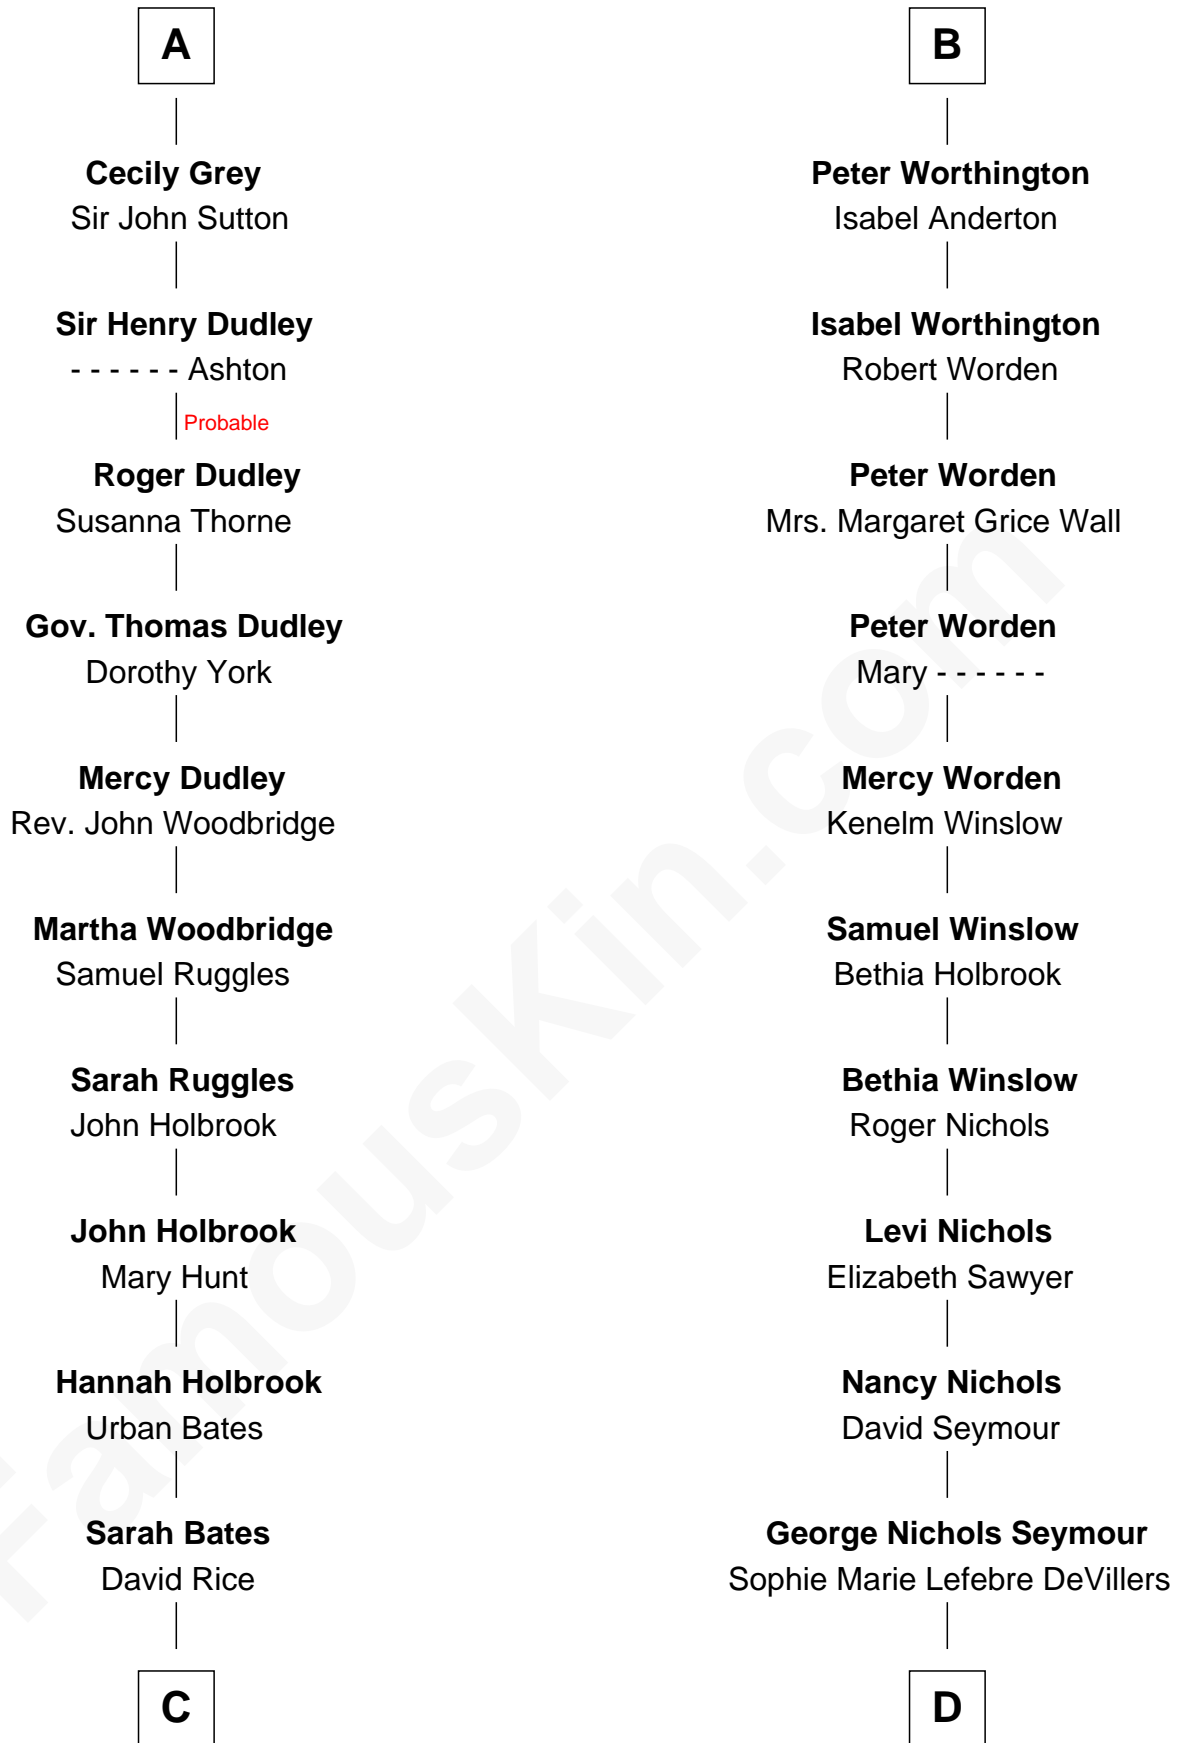 A
Cecily Grey
Sir John Sutton
Sir Henry Dudley
- - - - - - Ashton
Probable
Roger Dudley
Susanna Thorne
Gov. Thomas Dudley
Dorothy York
Mercy Dudley
Rev. John Woodbridge
Martha Woodbridge
Samuel Ruggles
Sarah Ruggles
John Holbrook
John Holbrook
Mary Hunt
Hannah Holbrook
Urban Bates
Sarah Bates
David Rice
C
B
Peter Worthington
Isabel Anderton
Isabel Worthington
Robert Worden
Peter Worden
Mrs. Margaret Grice Wall
Peter Worden
Mary - - - - - -
Mercy Worden
Kenelm Winslow
Samuel Winslow
Bethia Holbrook
Bethia Winslow
Roger Nichols
Levi Nichols
Elizabeth Sawyer
Nancy Nichols
David Seymour
George Nichols Seymour
Sophie Marie Lefebre DeVillers
D
FamousKin.com